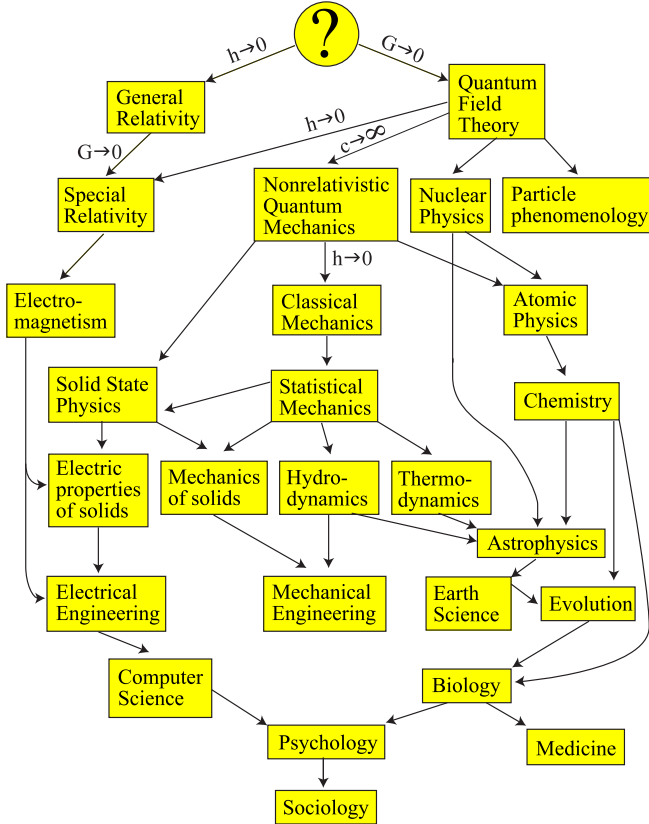 ?
h→0
G→0
General
Relativity
Quantum
Field
Theory
h→0
c→∞
G→0
Special
Relativity
Nonrelativistic
Quantum
Mechanics
Nuclear
Physics
Particle
phenomenology
h→0
Electro-
magnetism
Classical
Mechanics
Atomic
Physics
Solid State
Physics
Statistical
Mechanics
Chemistry
Electric
properties
of solids
Mechanics
of solids
Hydro-
dynamics
Thermo-
dynamics
Astrophysics
Electrical
Engineering
Mechanical
Engineering
Earth
Science
Evolution
Computer
Science
Biology
Psychology
Medicine
Sociology